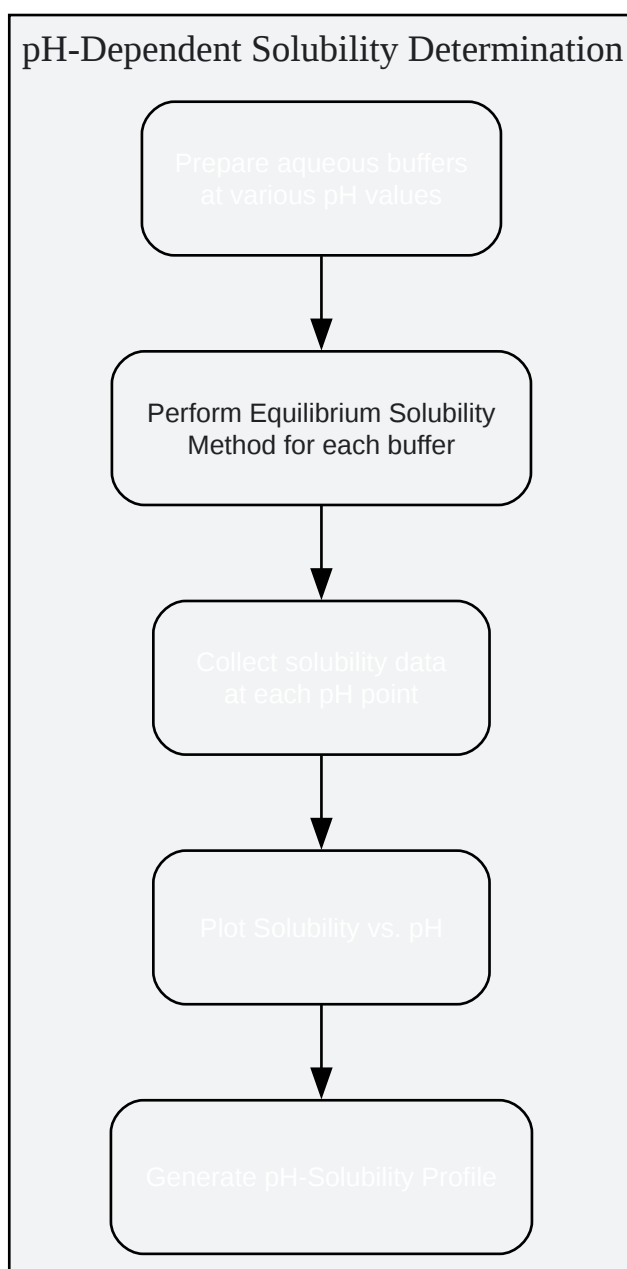 pH-Dependent Solubility Determination
Prepare aqueous buffers
at various pH values
Perform Equilibrium Solubility
Method for each buffer
Collect solubility data
at each pH point
Plot Solubility vs. pH
Generate pH-Solubility Profile